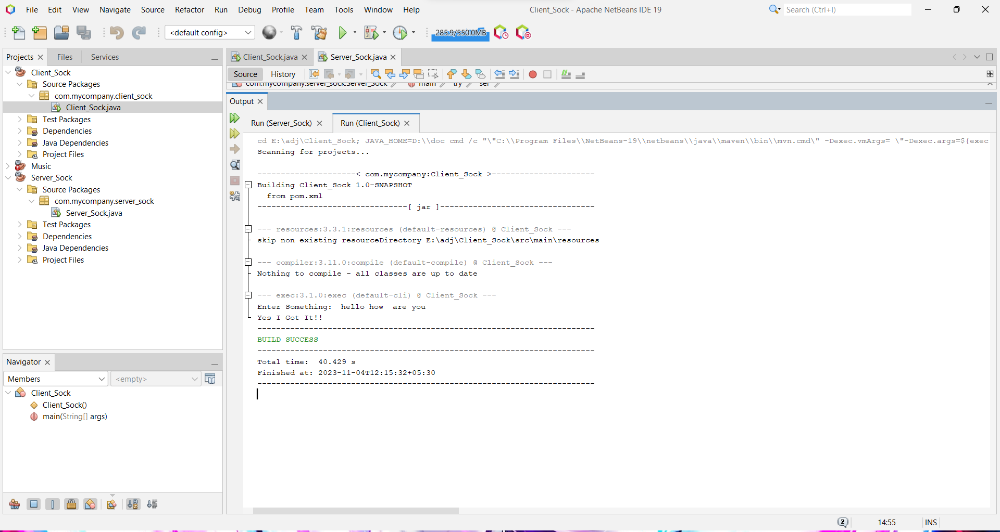 File Edit View Navigate Source Refactor Run Debug Profile Team Tools Window Help
Client_Sock - Apache NetBeans IDE 19
Search (Ctrl+I)
<default config>
285.9/550.0MB
Projects Files Services
Client_Sock
Source Packages
com.mycompany.client_sock
Client_Sock.java
Test Packages
Dependencies
Java Dependencies
Project Files
Music
Server_Sock
Source Packages
com.mycompany.server_sock
Server_Sock.java
Test Packages
Dependencies
Java Dependencies
Project Files
Navigator
Members <empty>
Client_Sock
Client_Sock()
main(String[] args)
Client_Sock.java Server_Sock.java
Source History
com.mycompany.server_sock.Server_Sock main try ser
Output
Run (Server_Sock) Run (Client_Sock)
cd E:\adj\Client_Sock; JAVA_HOME=D:\\doc cmd /c "\"C:\\Program Files\\NetBeans-19\\netbeans\\java\\maven\\bin\\mvn.cmd\" -Dexec.vmArgs= \"-Dexec.args=${exec
Scanning for projects...
---------------------< com.mycompany:Client_Sock >----------------------
Building Client_Sock 1.0-SNAPSHOT
from pom.xml
--------------------------------[ jar ]---------------------------------
--- resources:3.3.1:resources (default-resources) @ Client_Sock ---
skip non existing resourceDirectory E:\adj\Client_Sock\src\main\resources
--- compiler:3.11.0:compile (default-compile) @ Client_Sock ---
Nothing to compile - all classes are up to date
--- exec:3.1.0:exec (default-cli) @ Client_Sock ---
Enter Something:  hello how  are you
Yes I Got It!!
------------------------------------------------------------------------
BUILD SUCCESS
------------------------------------------------------------------------
Total time:  40.429 s
Finished at: 2023-11-04T12:15:32+05:30
------------------------------------------------------------------------
2 14:55 INS